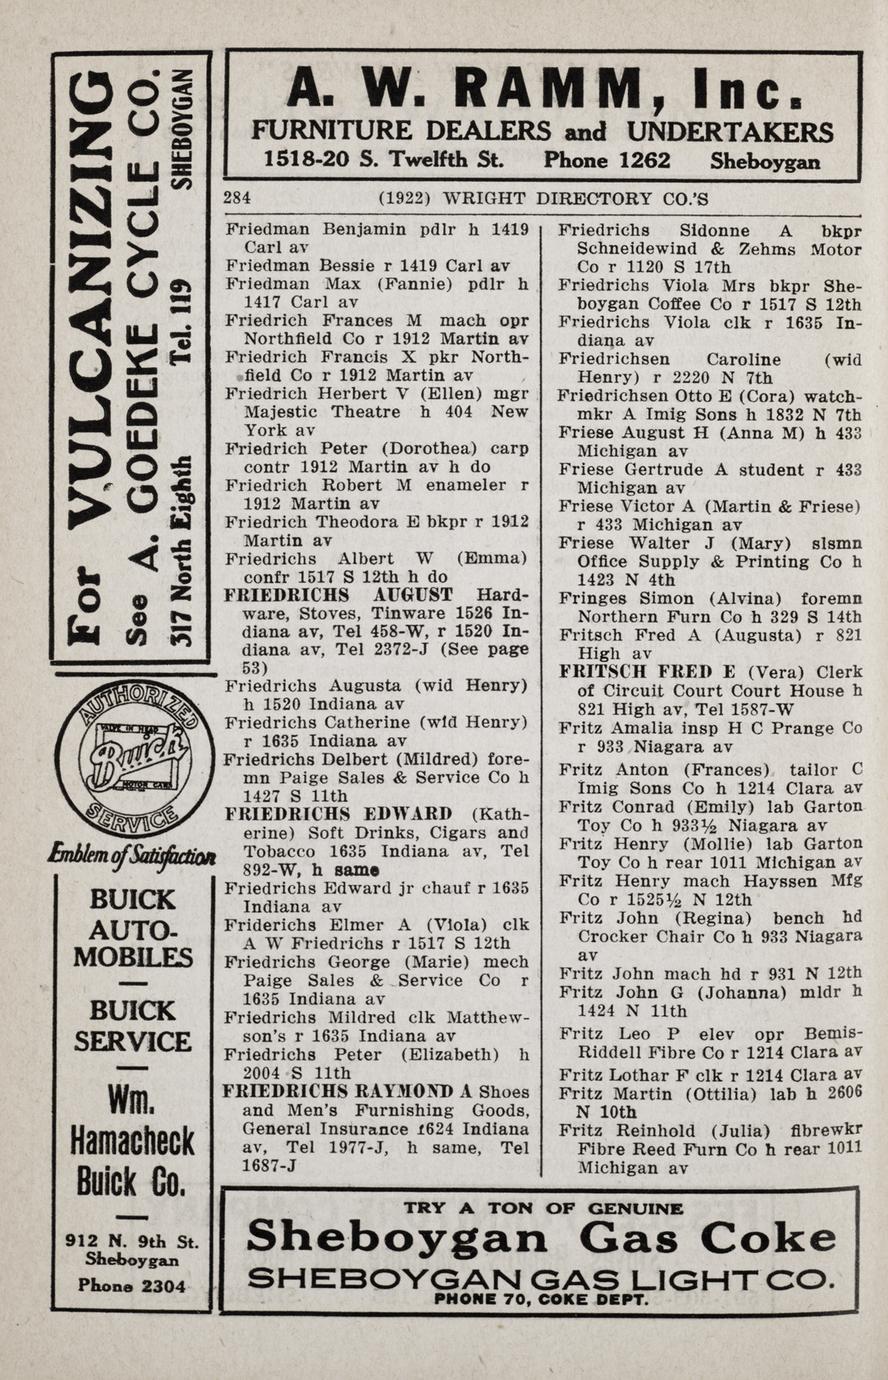 A. W. RAMM, Inc.
FURNITURE DEALERS and UNDERTAKERS
1518-20 S. Twelfth St. Phone 1262 Sheboygan
For VULCANIZING
See A. GOEDEKE CYCLE CO.
317 North Eighth Tel. 119 SHEBOYGAN
AUTHORIZED
VALVE IN HEAD
Buick
MOTOR CARS
SERVICE
Emblem of Satisfaction
BUICK
AUTO-
MOBILES
BUICK
SERVICE
Wm.
Hamacheck
Buick Co.
912 N. 9th St.
Sheboygan
Phone 2304
284 (1922) WRIGHT DIRECTORY CO.'S
Friedman Benjamin pdlr h 1419
Carl av
Friedman Bessie r 1419 Carl av
Friedman Max (Fannie) pdlr h
1417 Carl av
Friedrich Frances M mach opr
Northfield Co r 1912 Martin av
Friedrich Francis X pkr North-
field Co r 1912 Martin av
Friedrich Herbert V (Ellen) mgr
Majestic Theatre h 404 New
York av
Friedrich Peter (Dorothea) carp
contr 1912 Martin av h do
Friedrich Robert M enameler r
1912 Martin av
Friedrich Theodora E bkpr r 1912
Martin av
Friedrichs Albert W (Emma)
confr 1517 S 12th h do
FRIEDRICHS AUGUST Hard-
ware, Stoves, Tinware 1526 In-
diana av, Tel 458-W, r 1520 In-
diana av, Tel 2372-J (See page
53)
Friedrichs Augusta (wid Henry)
h 1520 Indiana av
Friedrichs Catherine (wid Henry)
r 1635 Indiana av
Friedrichs Delbert (Mildred) fore-
mn Paige Sales & Service Co h
1427 S 11th
FRIEDRICHS EDWARD (Kath-
erine) Soft Drinks, Cigars and
Tobacco 1635 Indiana av, Tel
892-W, h same
Friedrichs Edward jr chauf r 1635
Indiana av
Friderichs Elmer A (Viola) clk
A W Friedrichs r 1517 S 12th
Friedrichs George (Marie) mech
Paige Sales & Service Co r
1635 Indiana av
Friedrichs Mildred clk Matthew-
son's r 1635 Indiana av
Friedrichs Peter (Elizabeth) h
2004 S 11th
FRIEDRICHS RAYMOND A Shoes
and Men's Furnishing Goods,
General Insurance 1624 Indiana
av, Tel 1977-J, h same, Tel
1687-J
Friedrichs Sidonne A bkpr
Schneidewind & Zehms Motor
Co r 1120 S 17th
Friedrichs Viola Mrs bkpr She-
boygan Coffee Co r 1517 S 12th
Friedrichs Viola clk r 1635 In-
diana av
Friedrichsen Caroline (wid
Henry) r 2220 N 7th
Friedrichsen Otto E (Cora) watch-
mkr A Imig Sons h 1832 N 7th
Friese August H (Anna M) h 433
Michigan av
Friese Gertrude A student r 433
Michigan av
Friese Victor A (Martin & Friese)
r 433 Michigan av
Friese Walter J (Mary) slsmn
Office Supply & Printing Co h
1423 N 4th
Fringes Simon (Alvina) foremn
Northern Furn Co h 329 S 14th
Fritsch Fred A (Augusta) r 821
High av
FRITSCH FRED E (Vera) Clerk
of Circuit Court Court House h
821 High av, Tel 1587-W
Fritz Amalia insp H C Prange Co
r 933 Niagara av
Fritz Anton (Frances) tailor C
Imig Sons Co h 1214 Clara av
Fritz Conrad (Emily) lab Garton
Toy Co h 933½ Niagara av
Fritz Henry (Mollie) lab Garton
Toy Co h rear 1011 Michigan av
Fritz Henry mach Hayssen Mfg
Co r 1525½ N 12th
Fritz John (Regina) bench hd
Crocker Chair Co h 933 Niagara
av
Fritz John mach hd r 931 N 12th
Fritz John G (Johanna) mldr h
1424 N 11th
Fritz Leo P elev opr Bemis-
Riddell Fibre Co r 1214 Clara av
Fritz Lothar F clk r 1214 Clara av
Fritz Martin (Ottilia) lab h 2606
N 10th
Fritz Reinhold (Julia) fibrewkr
Fibre Reed Furn Co h rear 1011
Michigan av
TRY A TON OF GENUINE
Sheboygan Gas Coke
SHEBOYGAN GAS LIGHT CO.
PHONE 70, COKE DEPT.